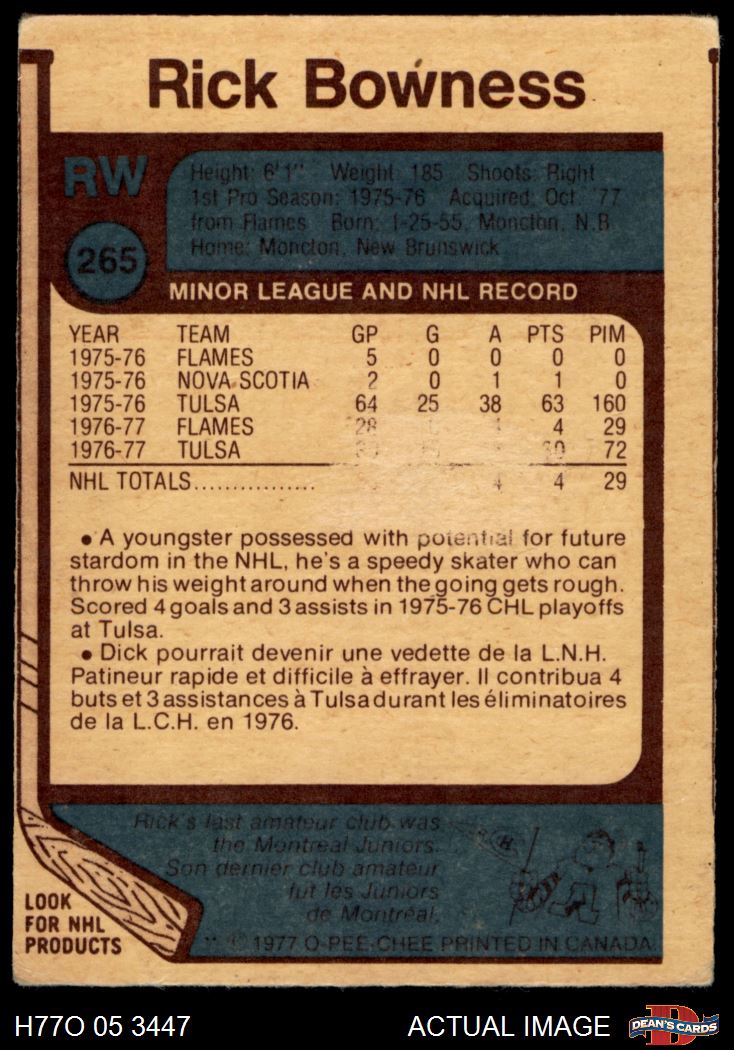 Rick Bowness
RW
Height: 6'1" Weight: 185 Shoots: Right
1st Pro Season: 1975-76 Acquired: Oct. '77
from Flames Born: 1-25-55, Moncton, N.B.
Home: Moncton, New Brunswick
265
MINOR LEAGUE AND NHL RECORD
YEAR TEAM GP G A PTS PIM
1975-76 FLAMES 5 0 0 0 0
1975-76 NOVA SCOTIA 2 0 1 1 0
1975-76 TULSA 64 25 38 63 160
1976-77 FLAMES 28 4 29
1976-77 TULSA 72
NHL TOTALS................ 4 4 29
• A youngster possessed with potential for future
stardom in the NHL, he's a speedy skater who can
throw his weight around when the going gets rough.
Scored 4 goals and 3 assists in 1975-76 CHL playoffs
at Tulsa.
• Dick pourrait devenir une vedette de la L.N.H.
Patineur rapide et difficile à effrayer. Il contribua 4
buts et 3 assistances à Tulsa durant les éliminatoires
de la L.C.H. en 1976.
Rick's last amateur club was
the Montreal Juniors.
Son dernier club amateur
fut les Juniors
de Montréal.
H
LOOK
FOR NHL
PRODUCTS
** © 1977 O-PEE-CHEE PRINTED IN CANADA
H77O 05 3447
ACTUAL IMAGE
D
DEAN'S CARDS